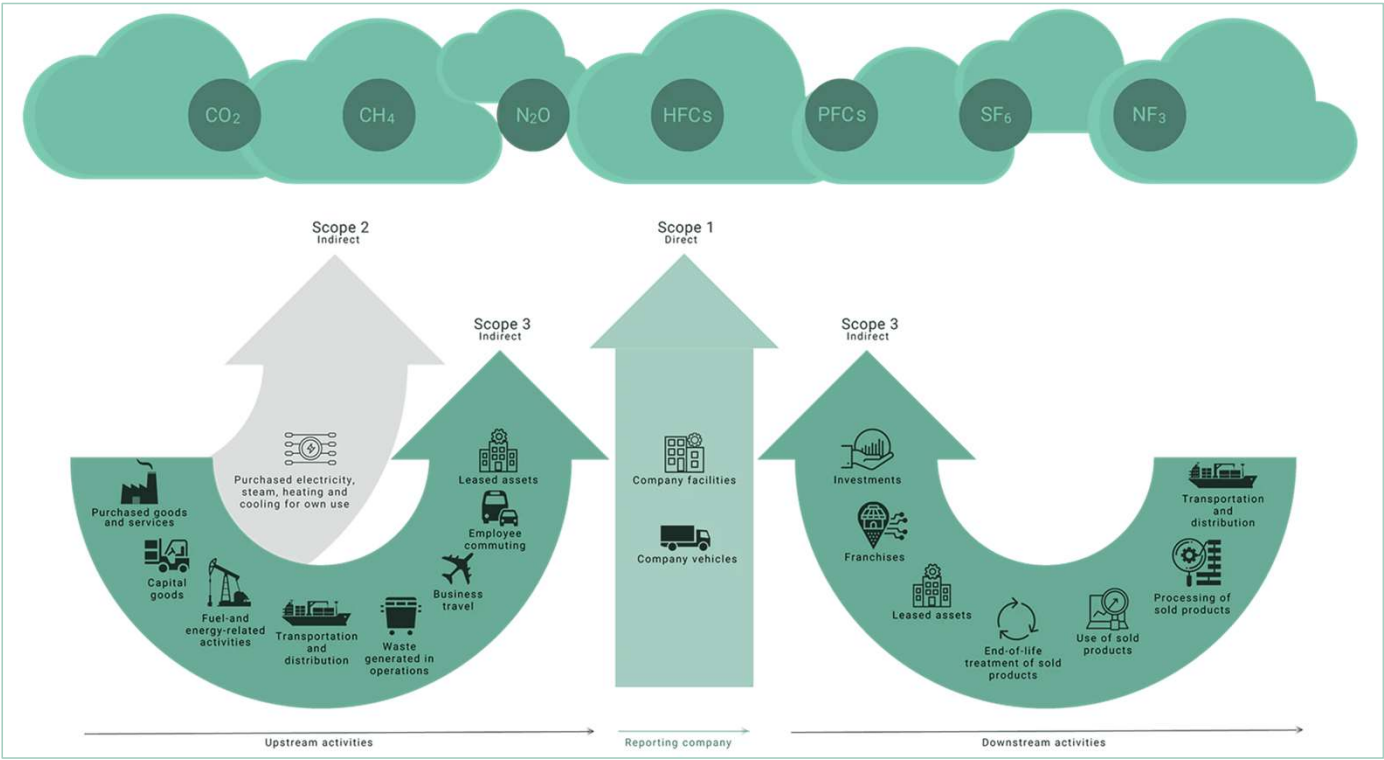 CO₂
CH₄
N₂O
HFCs
PFCs
SF₆
NF₃
Scope 2
Indirect
Scope 1
Direct
Scope 3
Indirect
Scope 3
Indirect
Purchased goods
and services
Capital
goods
Fuel-and
energy-related
activities
Transportation
and
distribution
Waste
generated in
operations
Business
travel
Employee
commuting
Leased assets
Purchased electricity,
steam, heating and
cooling for own use
Company facilities
Company vehicles
Investments
Franchises
Leased assets
End-of-life
treatment of sold
products
Use of sold
products
Processing of
sold products
Transportation
and
distribution
Upstream activities
Reporting company
Downstream activities